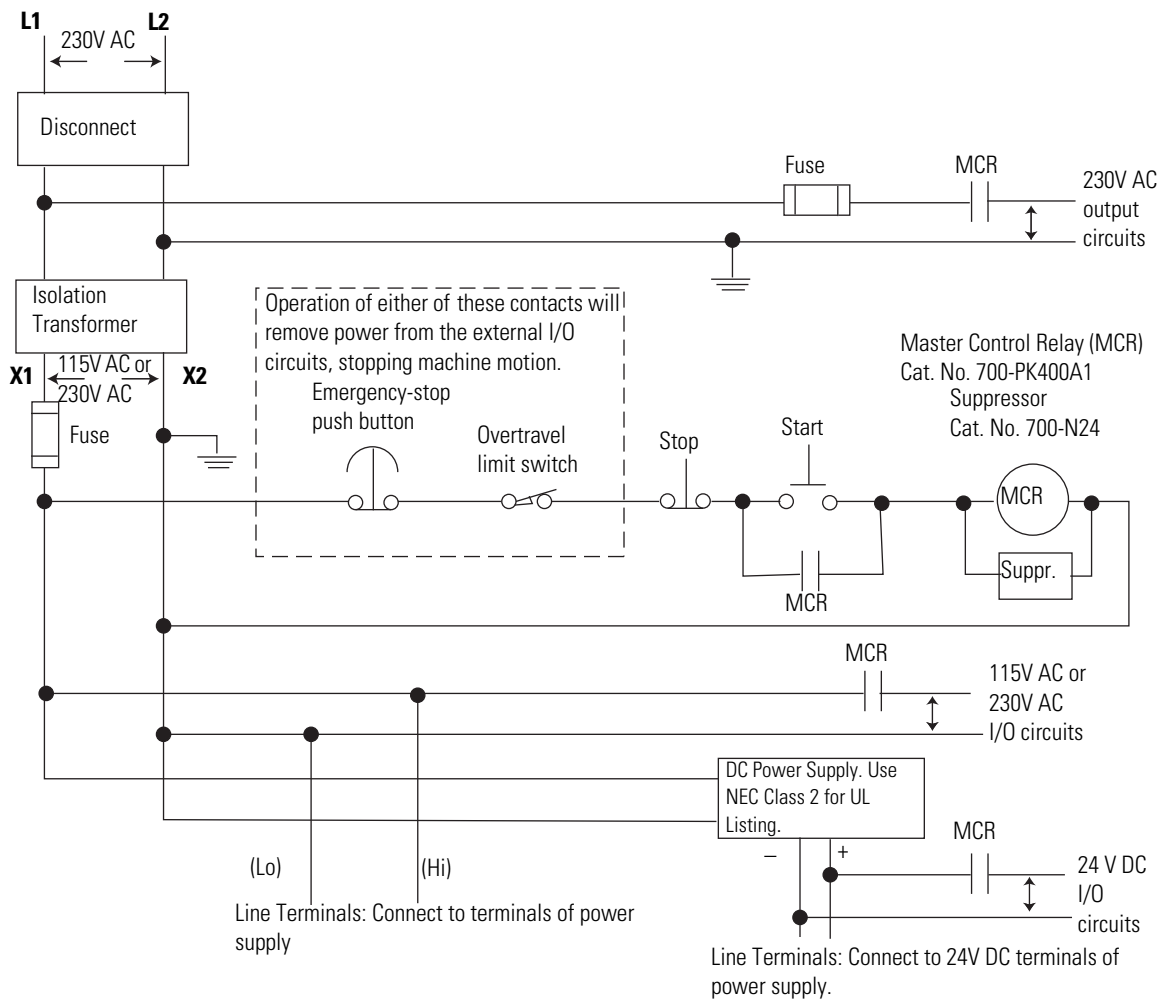 L1
L2
230V AC
Disconnect
Fuse
MCR
230V AC
output
circuits
Isolation
Transformer
Operation of either of these contacts will
remove power from the external I/O
circuits, stopping machine motion.
Emergency-stop
push button
Overtravel
limit switch
Master Control Relay (MCR)
Cat. No. 700-PK400A1
Suppressor
Cat. No. 700-N24
X1
115V AC or
230V AC
X2
Fuse
Stop
Start
MCR
Suppr.
MCR
MCR
115V AC or
230V AC
I/O circuits
DC Power Supply. Use
NEC Class 2 for UL
Listing.
– +
MCR
24 V DC
I/O
circuits
(Lo)
(Hi)
Line Terminals: Connect to terminals of power
supply
Line Terminals: Connect to 24V DC terminals of
power supply.